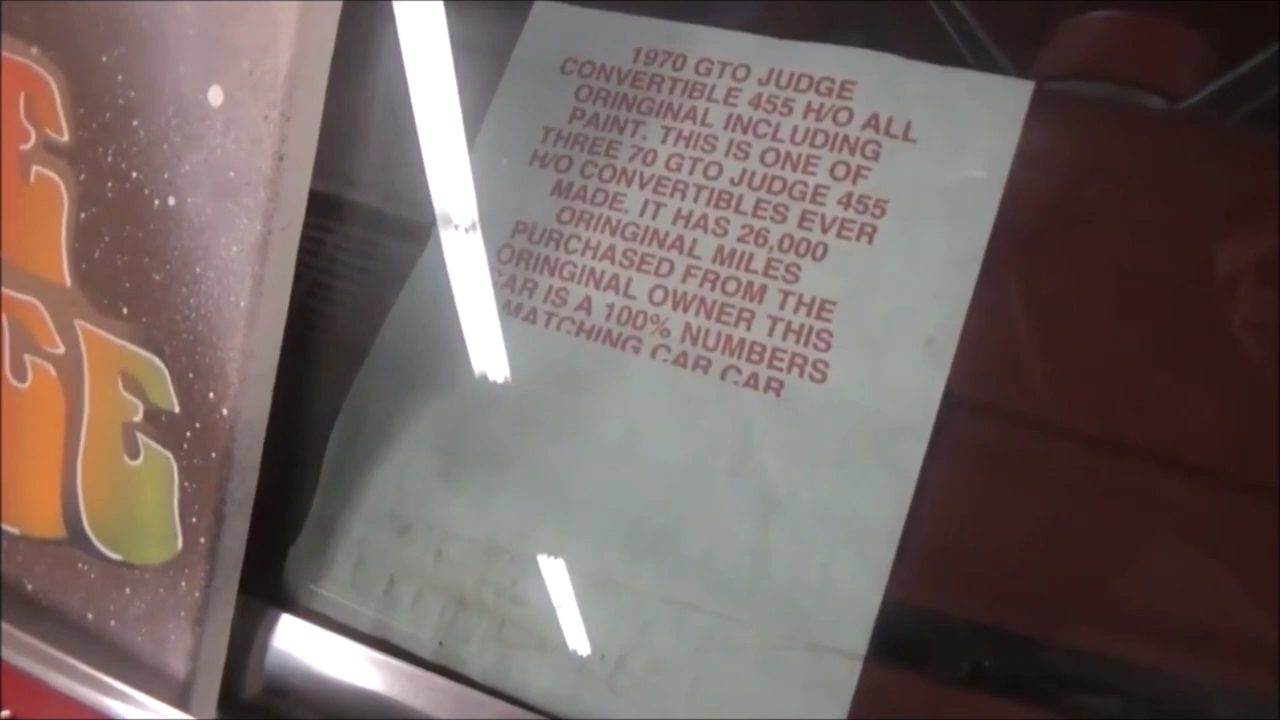 1970 GTO JUDGE
CONVERTIBLE 455 H/O ALL
ORINGINAL INCLUDING
PAINT. THIS IS ONE OF
THREE 70 GTO JUDGE 455
H/O CONVERTIBLES EVER
MADE. IT HAS 26,000
ORINGINAL MILES
PURCHASED FROM THE
ORINGINAL OWNER THIS
CAR IS A 100% NUMBERS
MATCHING CAR CAR